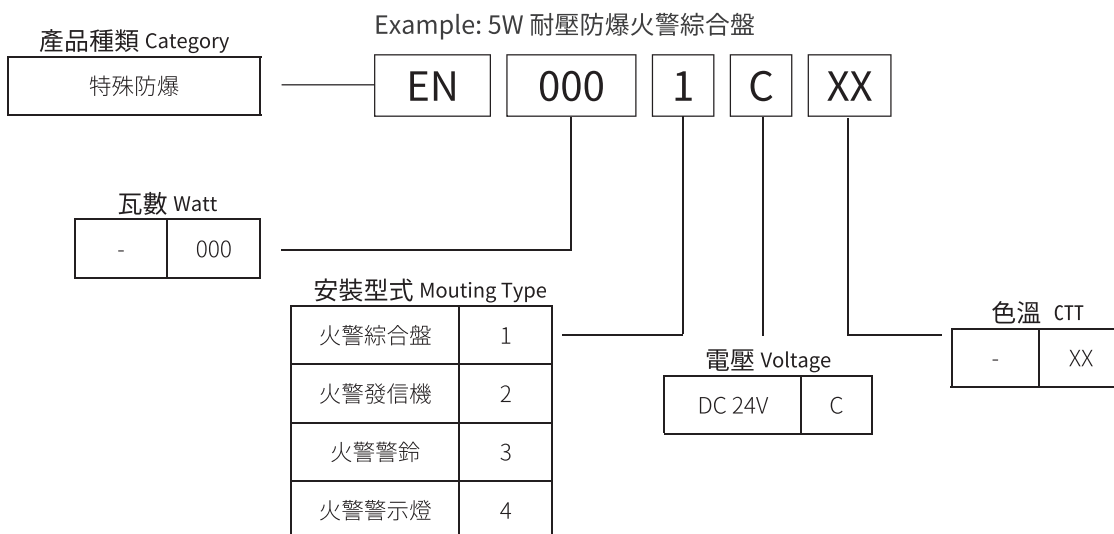 Example: 5W 耐壓防爆火警綜合盤
產品種類 Category
特殊防爆
EN 000 1 C XX
瓦數 Watt
- 000
安裝型式 Mouting Type
火警綜合盤 1
火警發信機 2
火警警鈴 3
火警警示燈 4
電壓 Voltage
DC 24V C
色溫 CTT
- XX